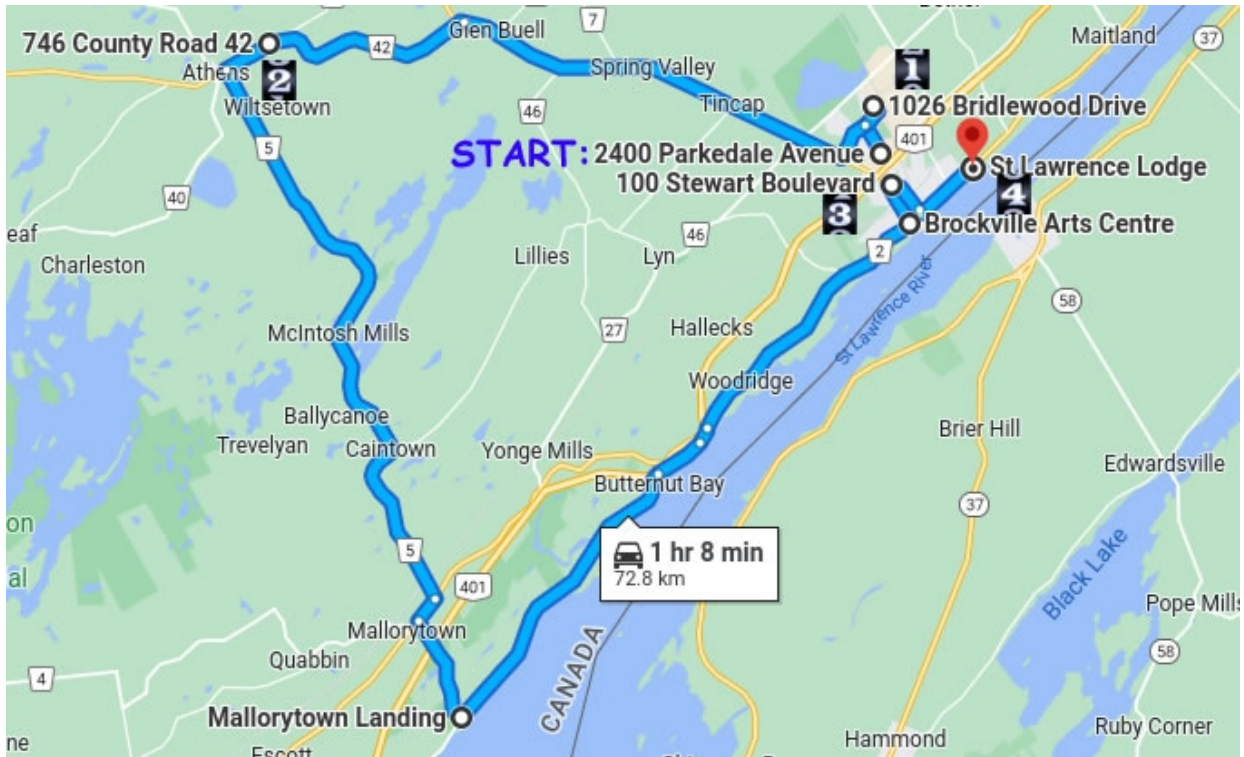 Maitland
37
7
746 County Road 42
Glen Buell
42
Athens
2
Spring Valley
1
Wiltsetown
Tincap
1026 Bridlewood Drive
46
401
5
START: 2400 Parkedale Avenue
St Lawrence Lodge
100 Stewart Boulevard
40
3
4
Brockville Arts Centre
eaf
46
2
Charleston
Lillies
Lyn
St Lawrence River
58
McIntosh Mills
27
Hallecks
Woodridge
Ballycanoe
Trevelyan
Caintown
Yonge Mills
Brier Hill
Edwardsville
Butternut Bay
37
on
al
5
1 hr 8 min
72.8 km
Black Lake
401
Pope Mills
Mallorytown
Quabbin
CANADA
58
4
Mallorytown Landing
Ruby Corner
ne
Escott
Hammond